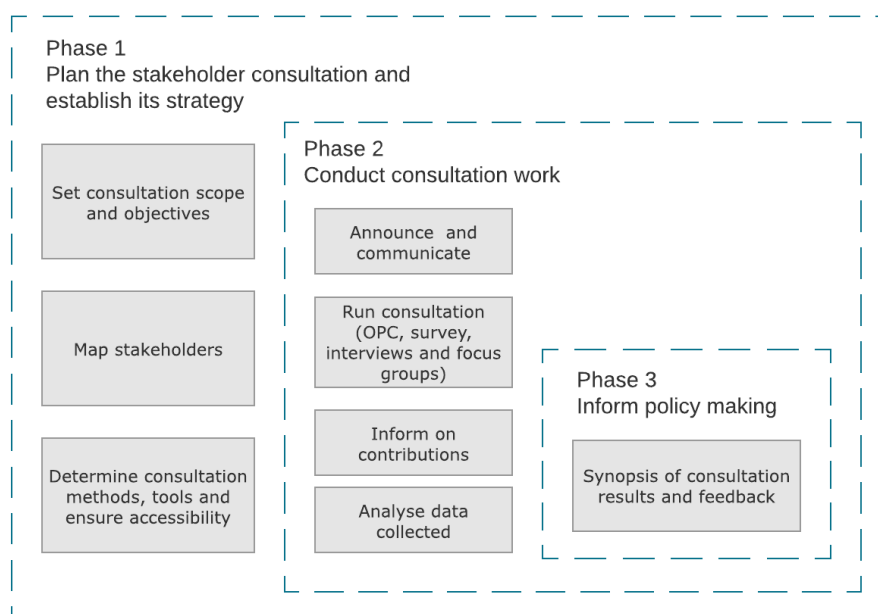 Phase 1
Plan the stakeholder consultation and
establish its strategy
Set consultation scope
and objectives
Map stakeholders
Determine consultation
methods, tools and
ensure accessibility
Phase 2
Conduct consultation work
Announce and
communicate
Run consultation
(OPC, survey,
interviews and focus
groups)
Inform on
contributions
Analyse data
collected
Phase 3
Inform policy making
Synopsis of consultation
results and feedback